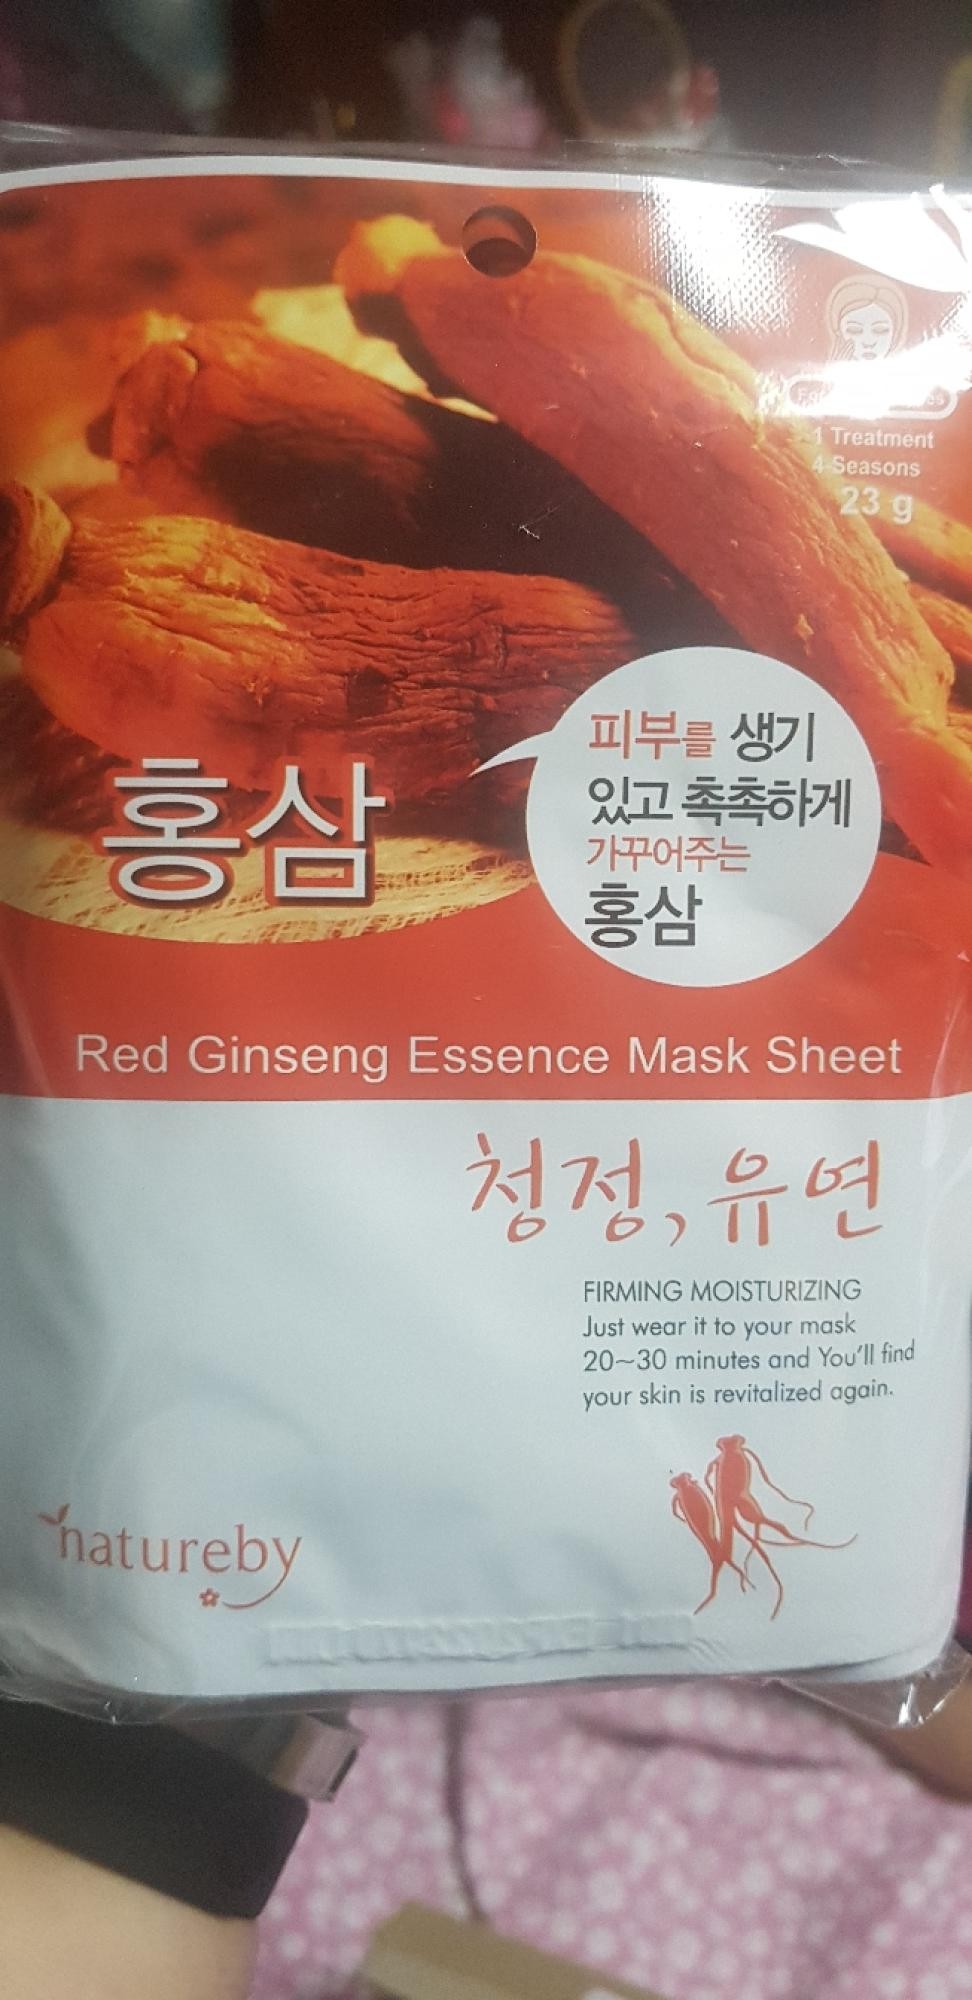 1 Treatment
4-Seasons
23 g
피부를 생기
있고 촉촉하게
가꾸어주는
홍삼
홍삼
Red Ginseng Essence Mask Sheet
청정, 유연
FIRMING MOISTURIZING
Just wear it to your mask
20~30 minutes and You'll find
your skin is revitalized again.
natureby